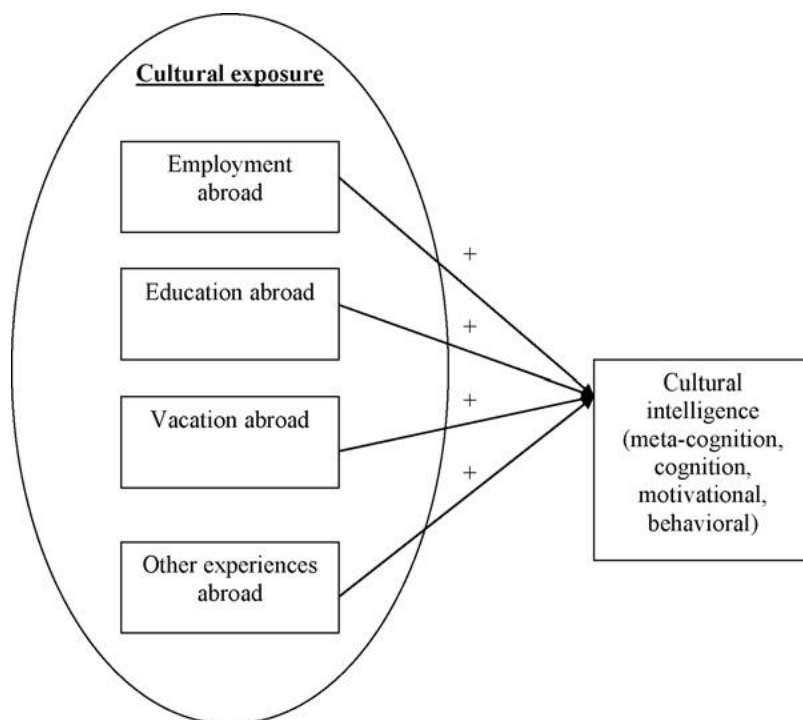 Cultural exposure
Employment
abroad
+
Education abroad
+
Vacation abroad
+
Other experiences
abroad
+
Cultural
intelligence
(meta-cognition,
cognition,
motivational,
behavioral)